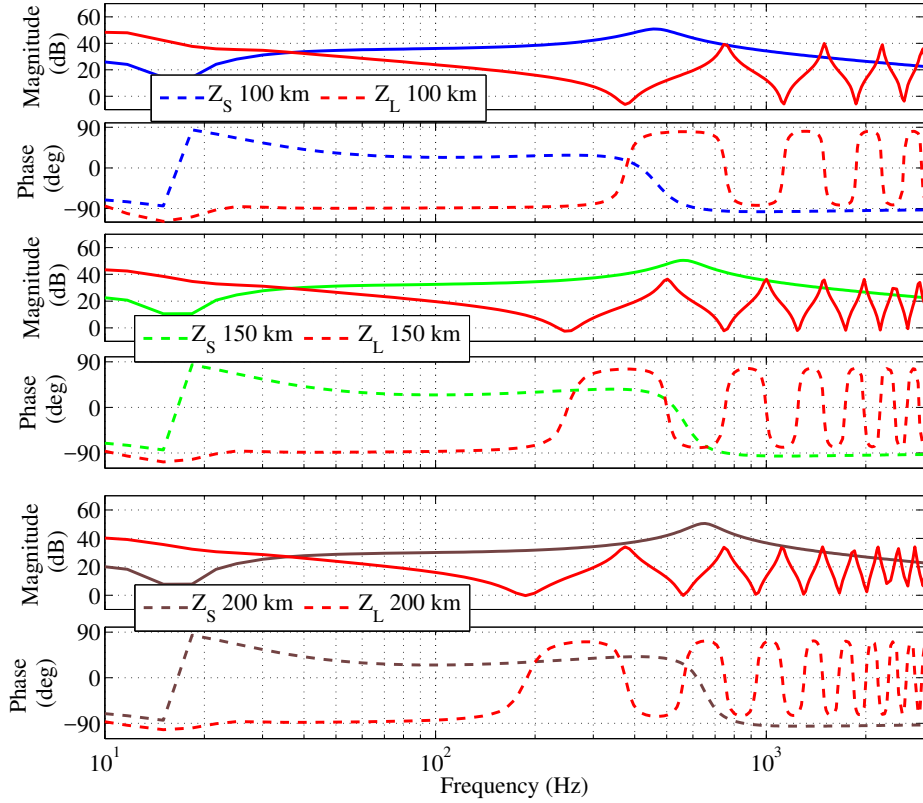 60
40
20
0
Magnitude
(dB)
Z_S 100 km
Z_L 100 km
90
0
−90
Phase
(deg)
60
40
20
0
Magnitude
(dB)
Z_S 150 km
Z_L 150 km
90
0
−90
Phase
(deg)
60
40
20
0
Magnitude
(dB)
Z_S 200 km
Z_L 200 km
90
0
−90
Phase
(deg)
10^1
10^2
10^3
Frequency (Hz)